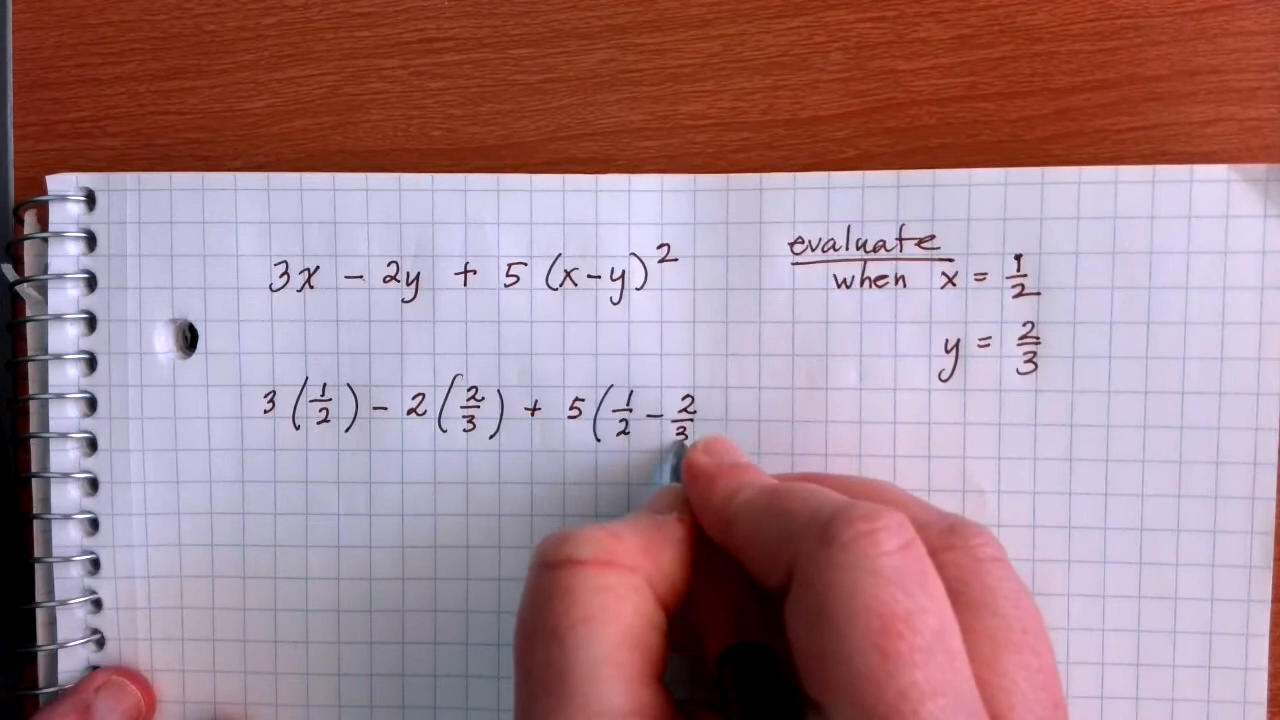 3x - 2y + 5 (x-y)²
evaluate
when x = 1/2
y = 2/3
3 (1/2) - 2 (2/3) + 5 (1/2 - 2/3